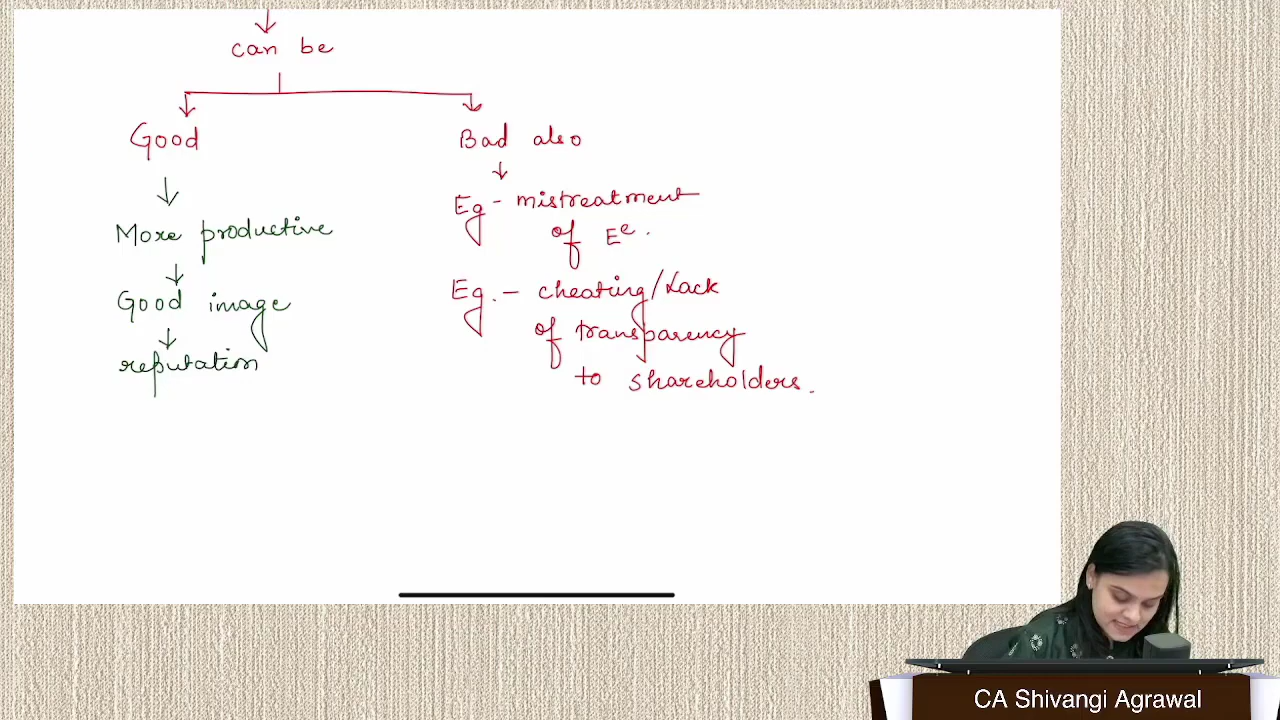 can be
Good
More productive
Good image
reputation
Bad also
Eg - mistreatment
of Eᵉ.
Eg. - cheating/Lack
of transparency
to shareholders.
CA Shivangi Agrawal